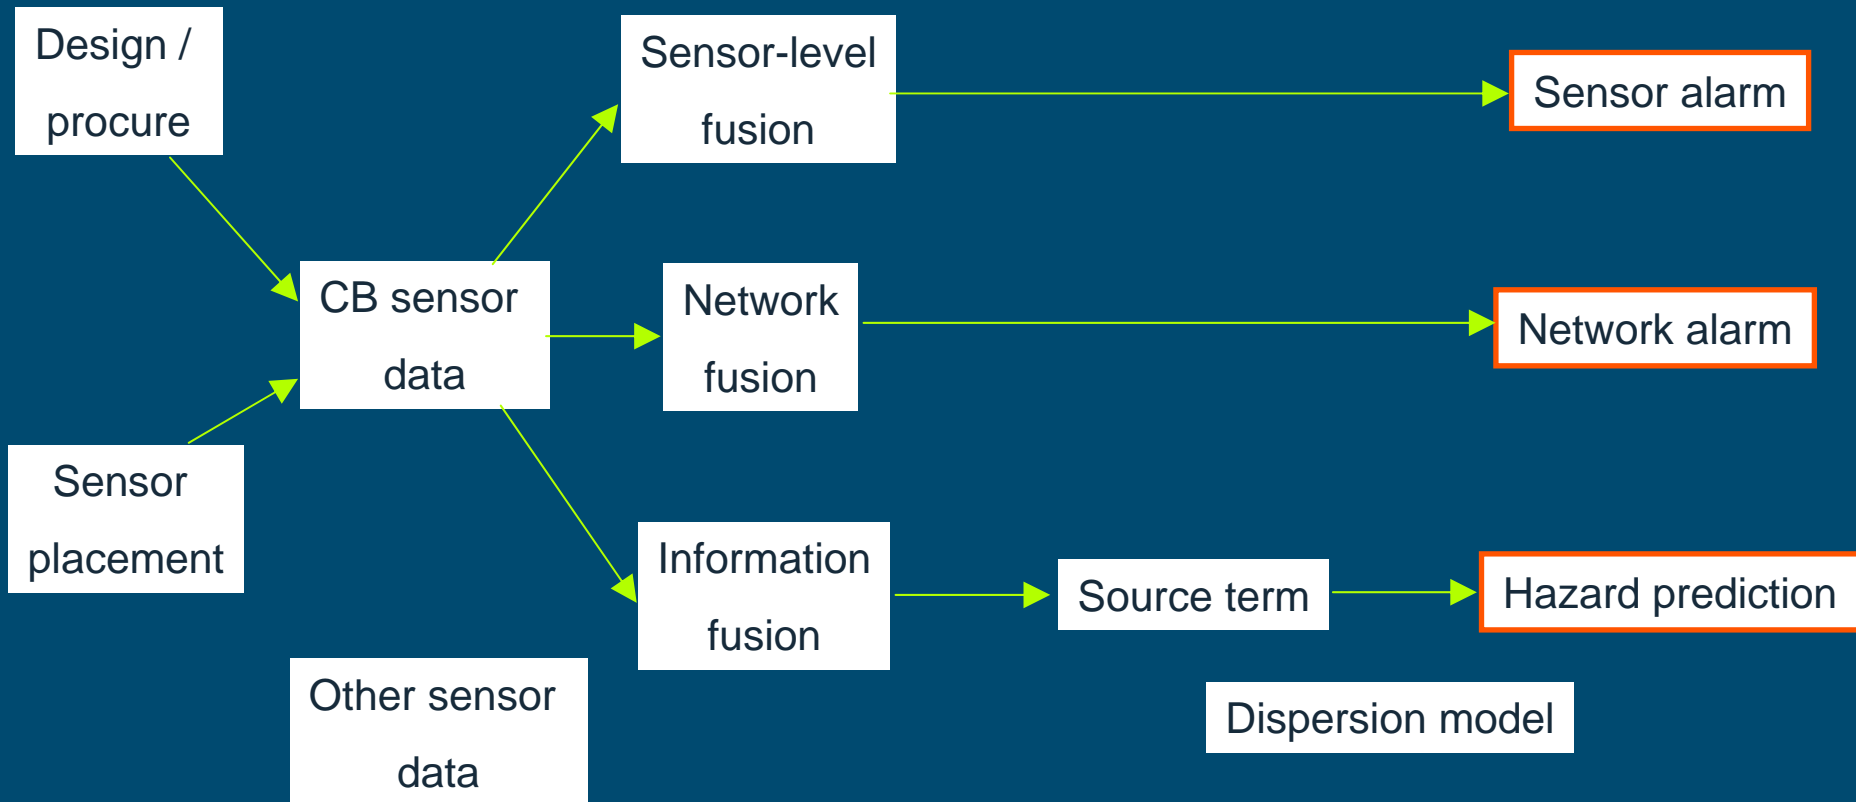 Design /
procure
Sensor-level
fusion
Sensor alarm
CB sensor
data
Network
fusion
Network alarm
Sensor
placement
Information
fusion
Source term
Hazard prediction
Other sensor
data
Dispersion model